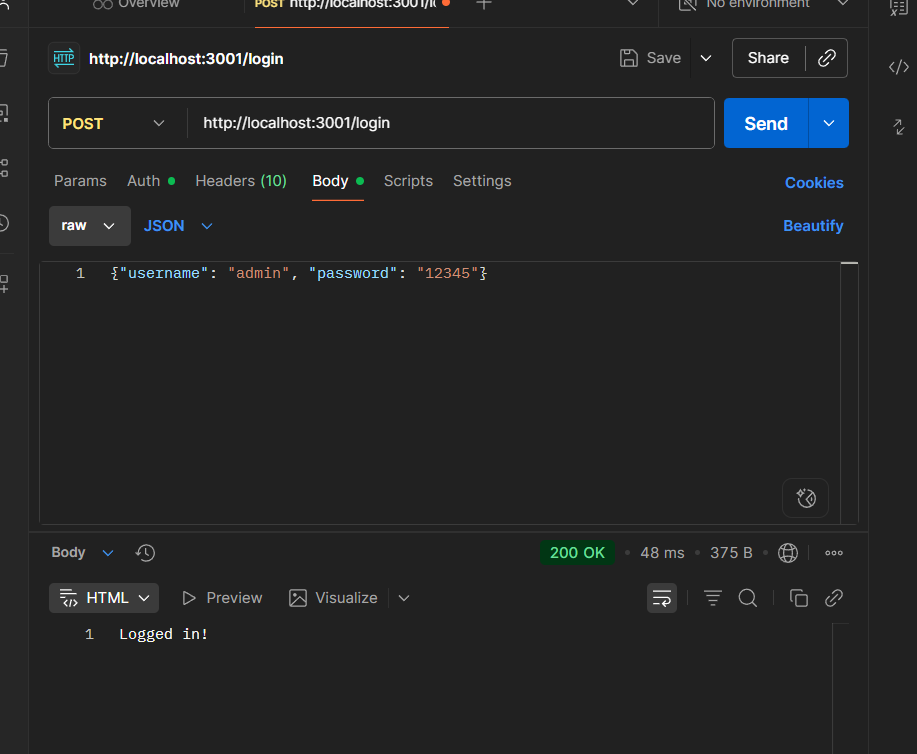 Overview
POST http://localhost:3001/l
No environment
HTTP http://localhost:3001/login
Save
Share
POST
http://localhost:3001/login
Send
Params Auth Headers (10) Body Scripts Settings Cookies
raw JSON Beautify
1 {"username": "admin", "password": "12345"}
Body 200 OK • 48 ms • 375 B •
HTML Preview Visualize
1 Logged in!